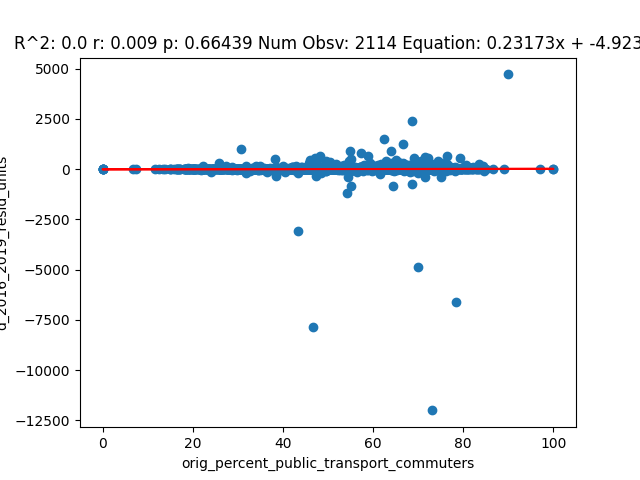 R^2: 0.0 r: 0.009 p: 0.66439 Num Obsv: 2114 Equation: 0.23173x + -4.923
5000
2500
0
−2500
−5000
−7500
−10000
−12500
d_2016_2019_resid_units
0 20 40 60 80 100
orig_percent_public_transport_commuters